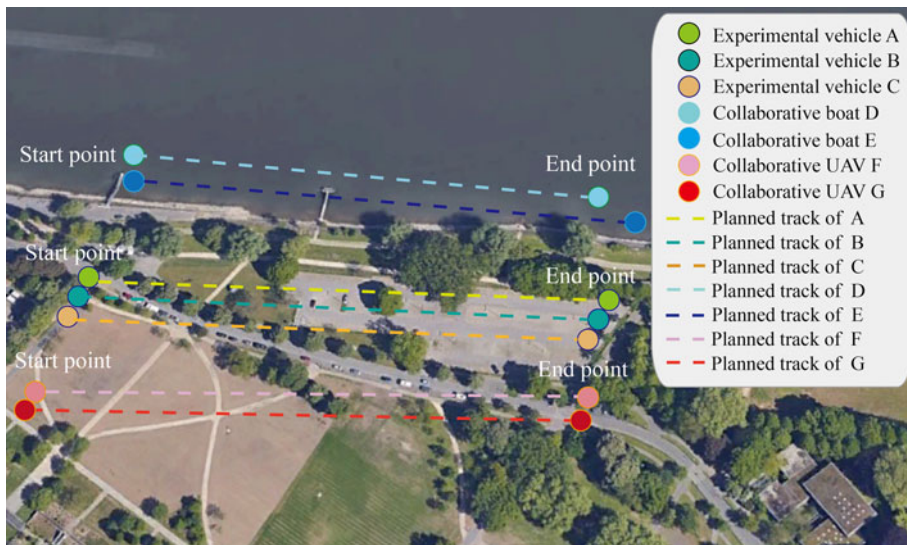 Experimental vehicle A
Experimental vehicle B
Experimental vehicle C
Collaborative boat D
Collaborative boat E
Collaborative UAV F
Collaborative UAV G
Planned track of A
Planned track of B
Planned track of C
Planned track of D
Planned track of E
Planned track of F
Planned track of G
Start point
End point
Start point
End point
Start point
End point